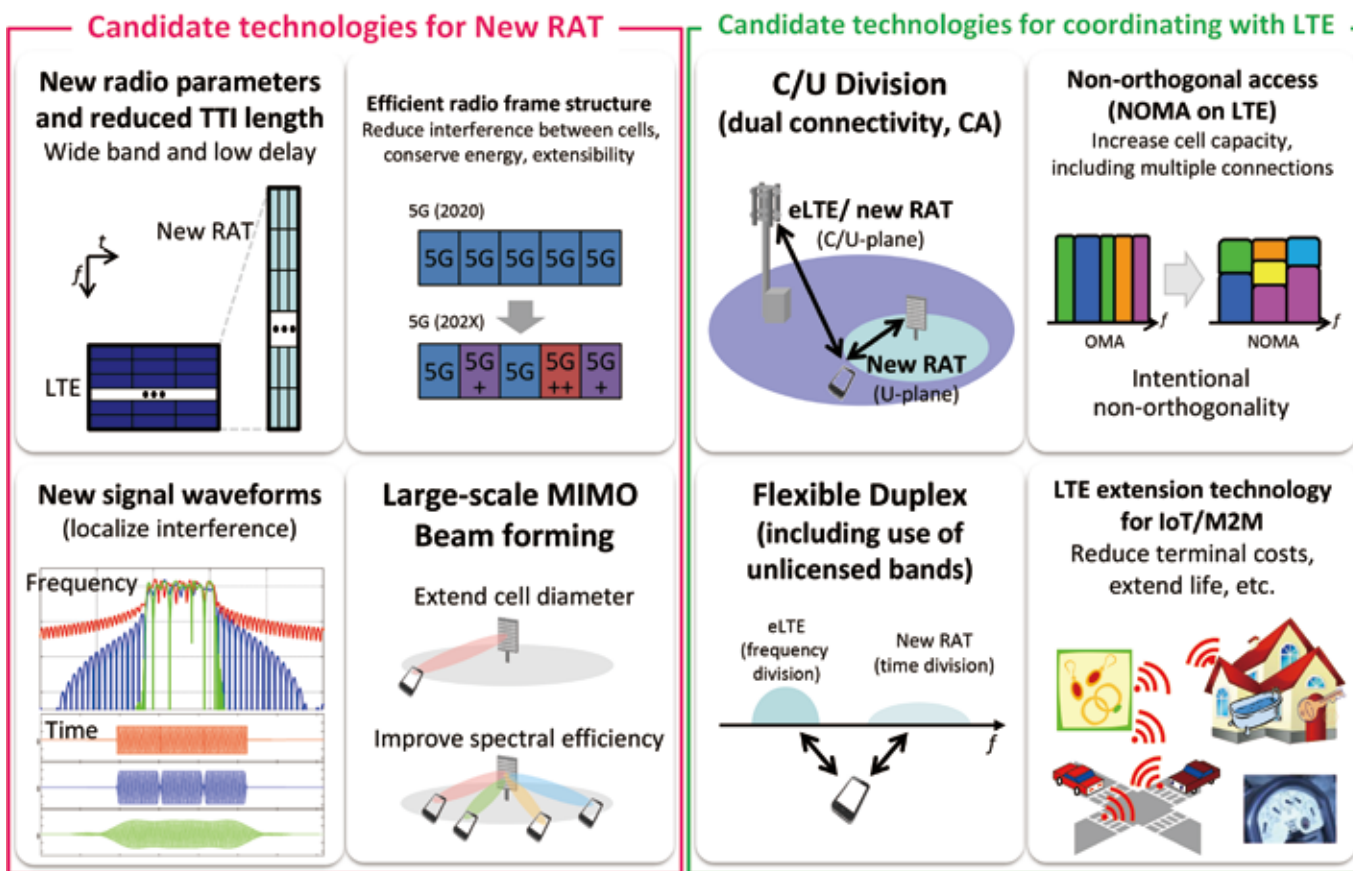 Candidate technologies for New RAT
New radio parameters
and reduced TTI length
Wide band and low delay
New RAT
t
f
LTE
Efficient radio frame structure
Reduce interference between cells,
conserve energy, extensibility
5G (2020)
5G 5G 5G 5G 5G
5G (202X)
5G 5G+ 5G 5G++ 5G+
New signal waveforms
(localize interference)
Frequency
Time
Large-scale MIMO
Beam forming
Extend cell diameter
Improve spectral efficiency
Candidate technologies for coordinating with LTE
C/U Division
(dual connectivity, CA)
eLTE/ new RAT
(C/U-plane)
New RAT
(U-plane)
Non-orthogonal access
(NOMA on LTE)
Increase cell capacity,
including multiple connections
f f
OMA NOMA
Intentional
non-orthogonality
Flexible Duplex
(including use of
unlicensed bands)
eLTE
(frequency
division)
New RAT
(time division)
f
LTE extension technology
for IoT/M2M
Reduce terminal costs,
extend life, etc.